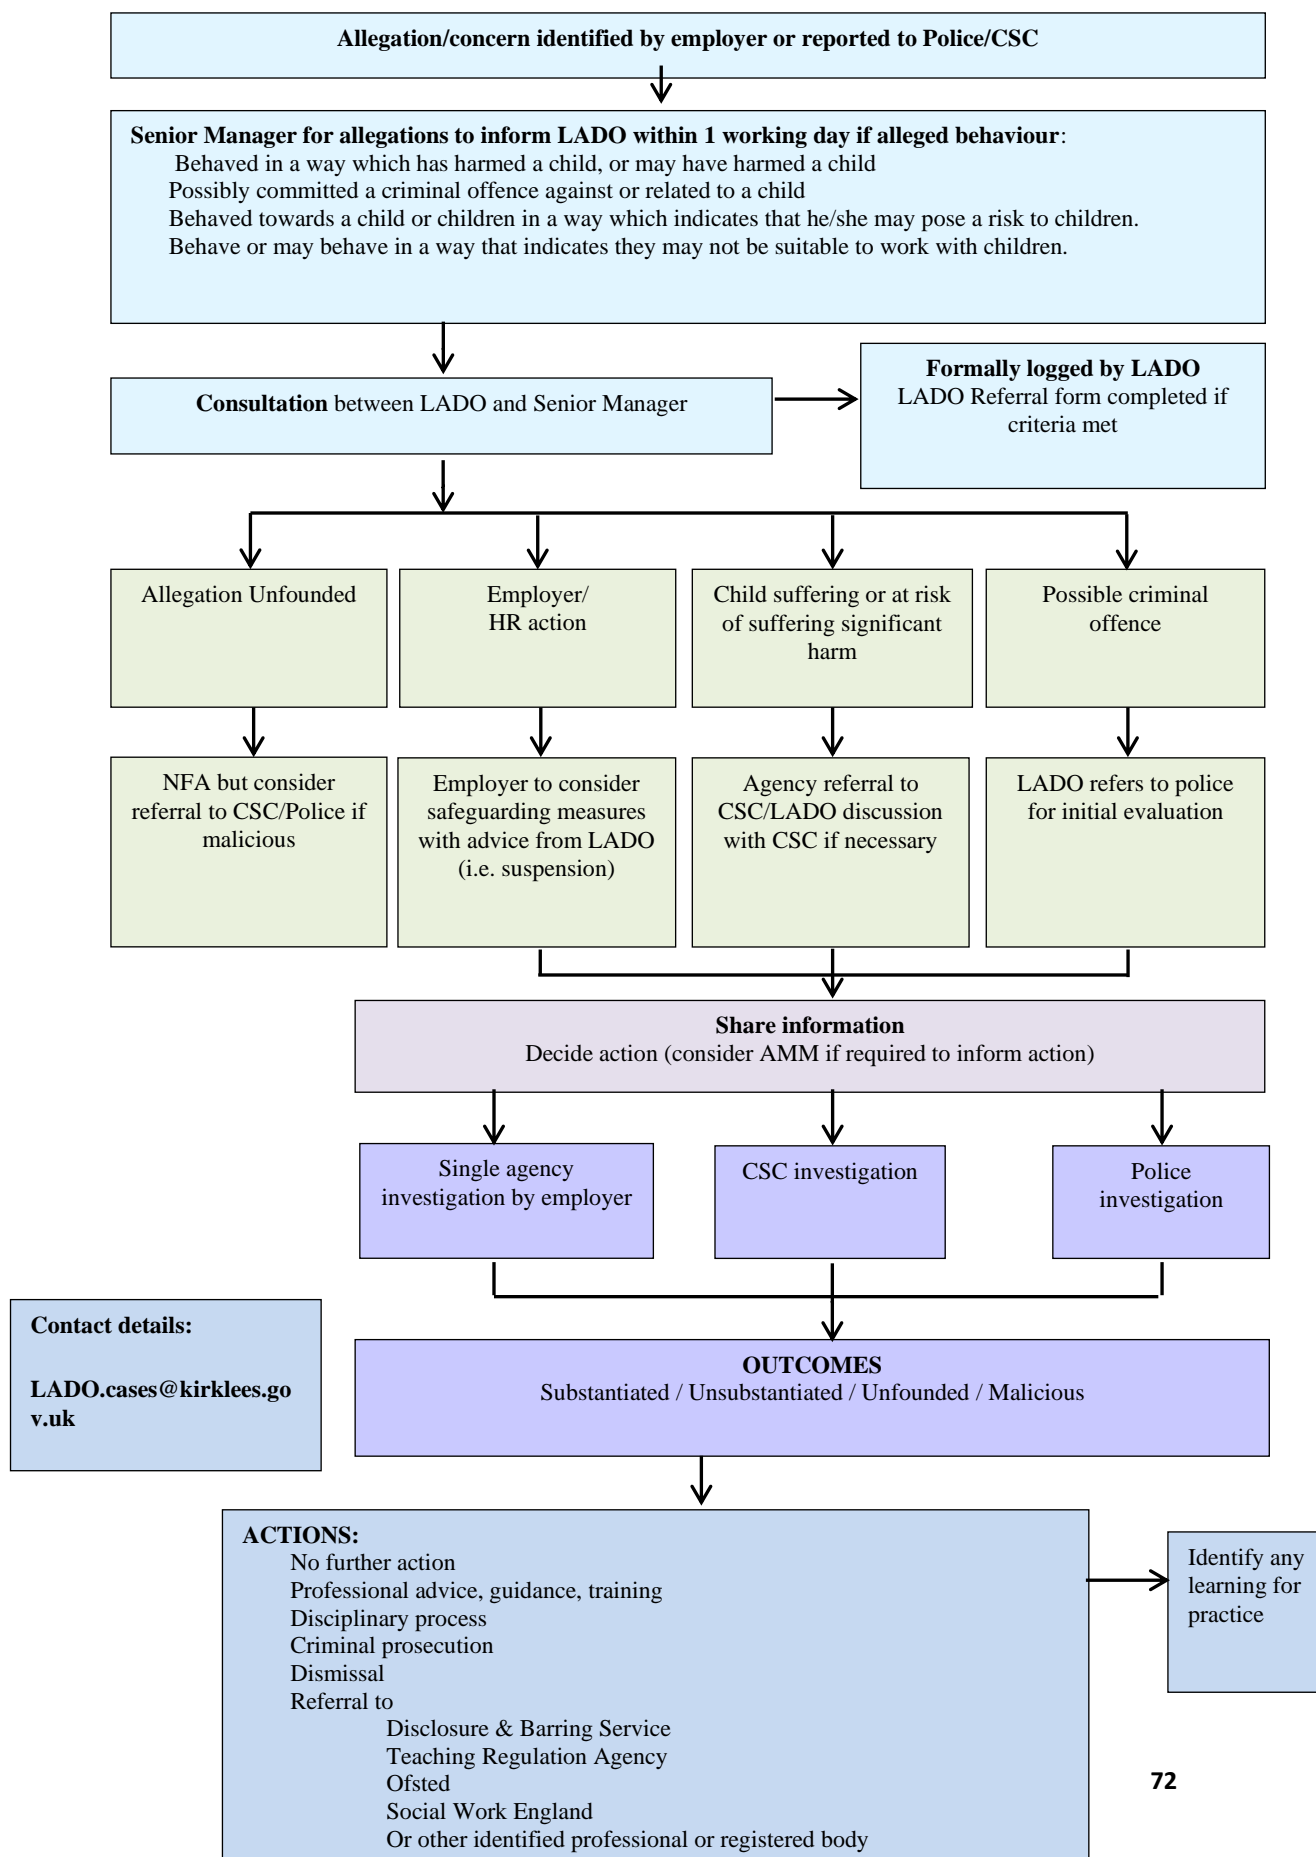 Allegation/concern identified by employer or reported to Police/CSC
Senior Manager for allegations to inform LADO within 1 working day if alleged behaviour:
Behaved in a way which has harmed a child, or may have harmed a child
Possibly committed a criminal offence against or related to a child
Behaved towards a child or children in a way which indicates that he/she may pose a risk to children.
Behave or may behave in a way that indicates they may not be suitable to work with children.
Consultation between LADO and Senior Manager
Formally logged by LADO
LADO Referral form completed if
criteria met
Allegation Unfounded
Employer/
HR action
Child suffering or at risk
of suffering significant
harm
Possible criminal
offence
NFA but consider
referral to CSC/Police if
malicious
Employer to consider
safeguarding measures
with advice from LADO
(i.e. suspension)
Agency referral to
CSC/LADO discussion
with CSC if necessary
LADO refers to police
for initial evaluation
Share information
Decide action (consider AMM if required to inform action)
Single agency
investigation by employer
CSC investigation
Police
investigation
Contact details:
LADO.cases@kirklees.go
v.uk
OUTCOMES
Substantiated / Unsubstantiated / Unfounded / Malicious
ACTIONS:
No further action
Professional advice, guidance, training
Disciplinary process
Criminal prosecution
Dismissal
Referral to
Disclosure & Barring Service
Teaching Regulation Agency
Ofsted
Social Work England
Or other identified professional or registered body
Identify any
learning for
practice
72